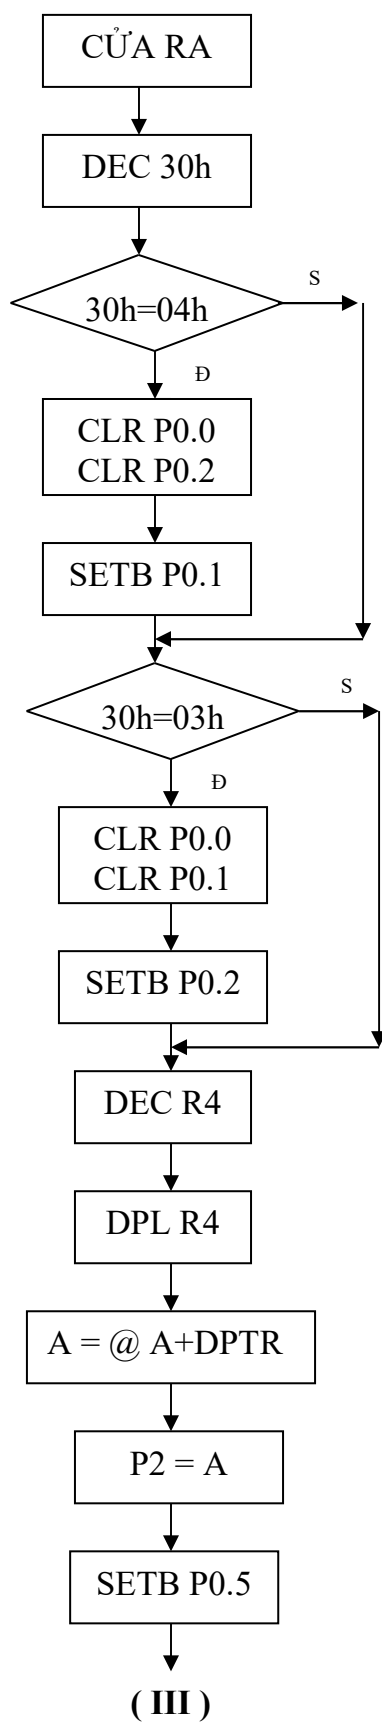 CỬA RA
DEC 30h
30h=04h
S
Đ
CLR P0.0
CLR P0.2
SETB P0.1
30h=03h
S
Đ
CLR P0.0
CLR P0.1
SETB P0.2
DEC R4
DPL R4
A = @ A+DPTR
P2 = A
SETB P0.5
( III )